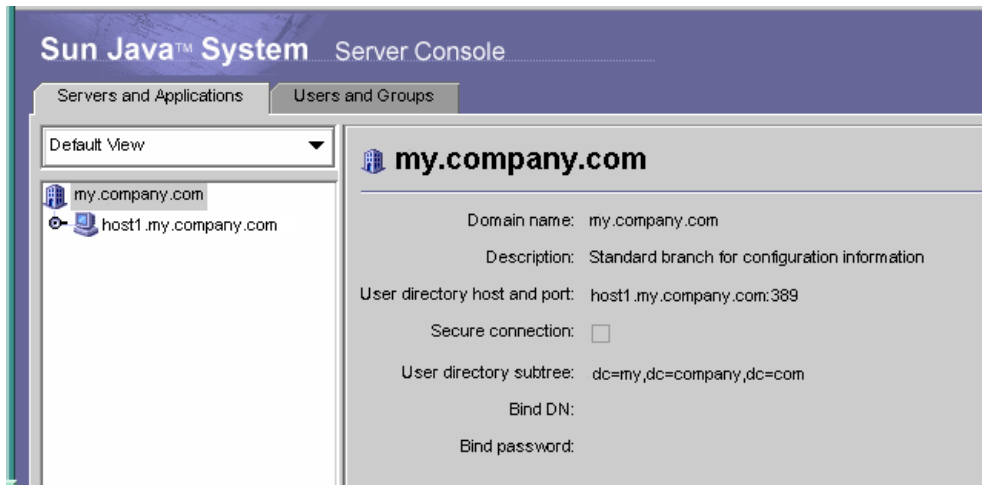 Sun Java™ System Server Console
Servers and Applications
Users and Groups
Default View
my.company.com
host1.my.company.com
my.company.com
Domain name: my.company.com
Description: Standard branch for configuration information
User directory host and port: host1.my.company.com:389
Secure connection:
User directory subtree: dc=my,dc=company,dc=com
Bind DN:
Bind password: